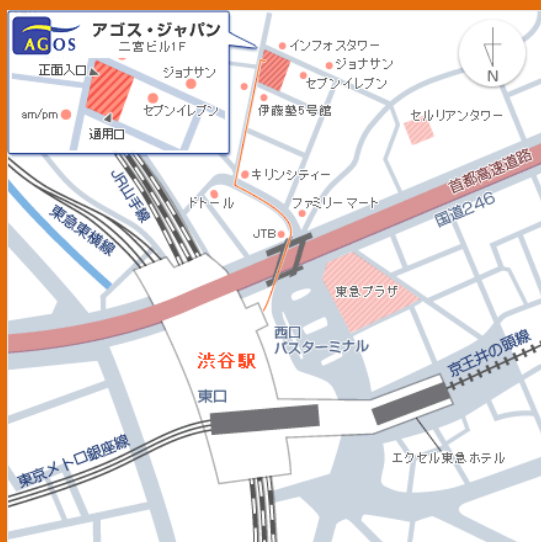 AGOS
アゴス・ジャパン
二宮ビル1F
正面入口
ジョナサン
am/pm
セブンイレブン
通用口
インフォスタワー
ジョナサン
セブンイレブン
伊藤塾5号館
N
セルリアンタワー
首都高速道路
国道246
キリンシティー
JR山手線
ドトール
ファミリーマート
東急東横線
JTB
東急プラザ
西口
バスターミナル
渋谷駅
京王井の頭線
東口
東京メトロ銀座線
エクセル東急ホテル